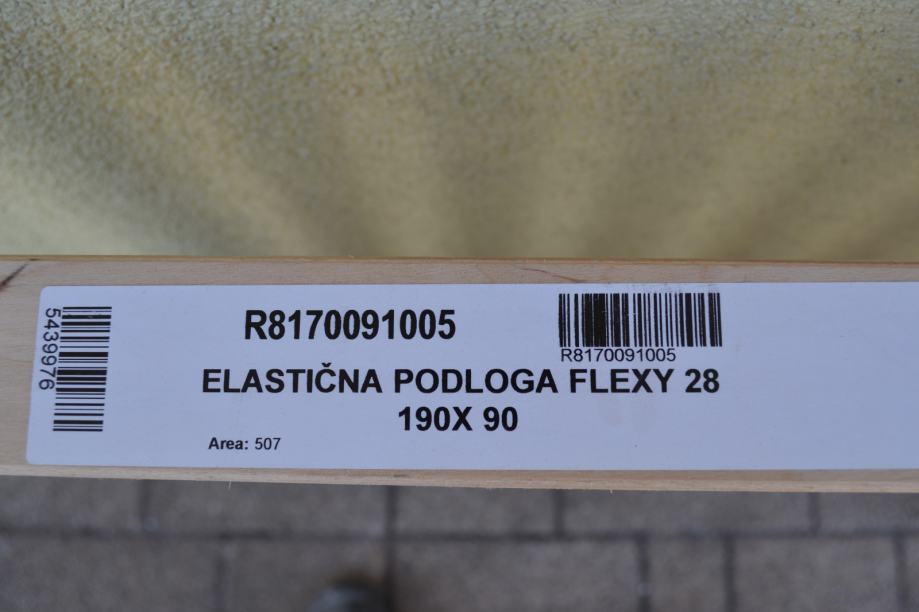 5439976
R8170091005
R8170091005
ELASTIČNA PODLOGA FLEXY 28
190X 90
Area: 507